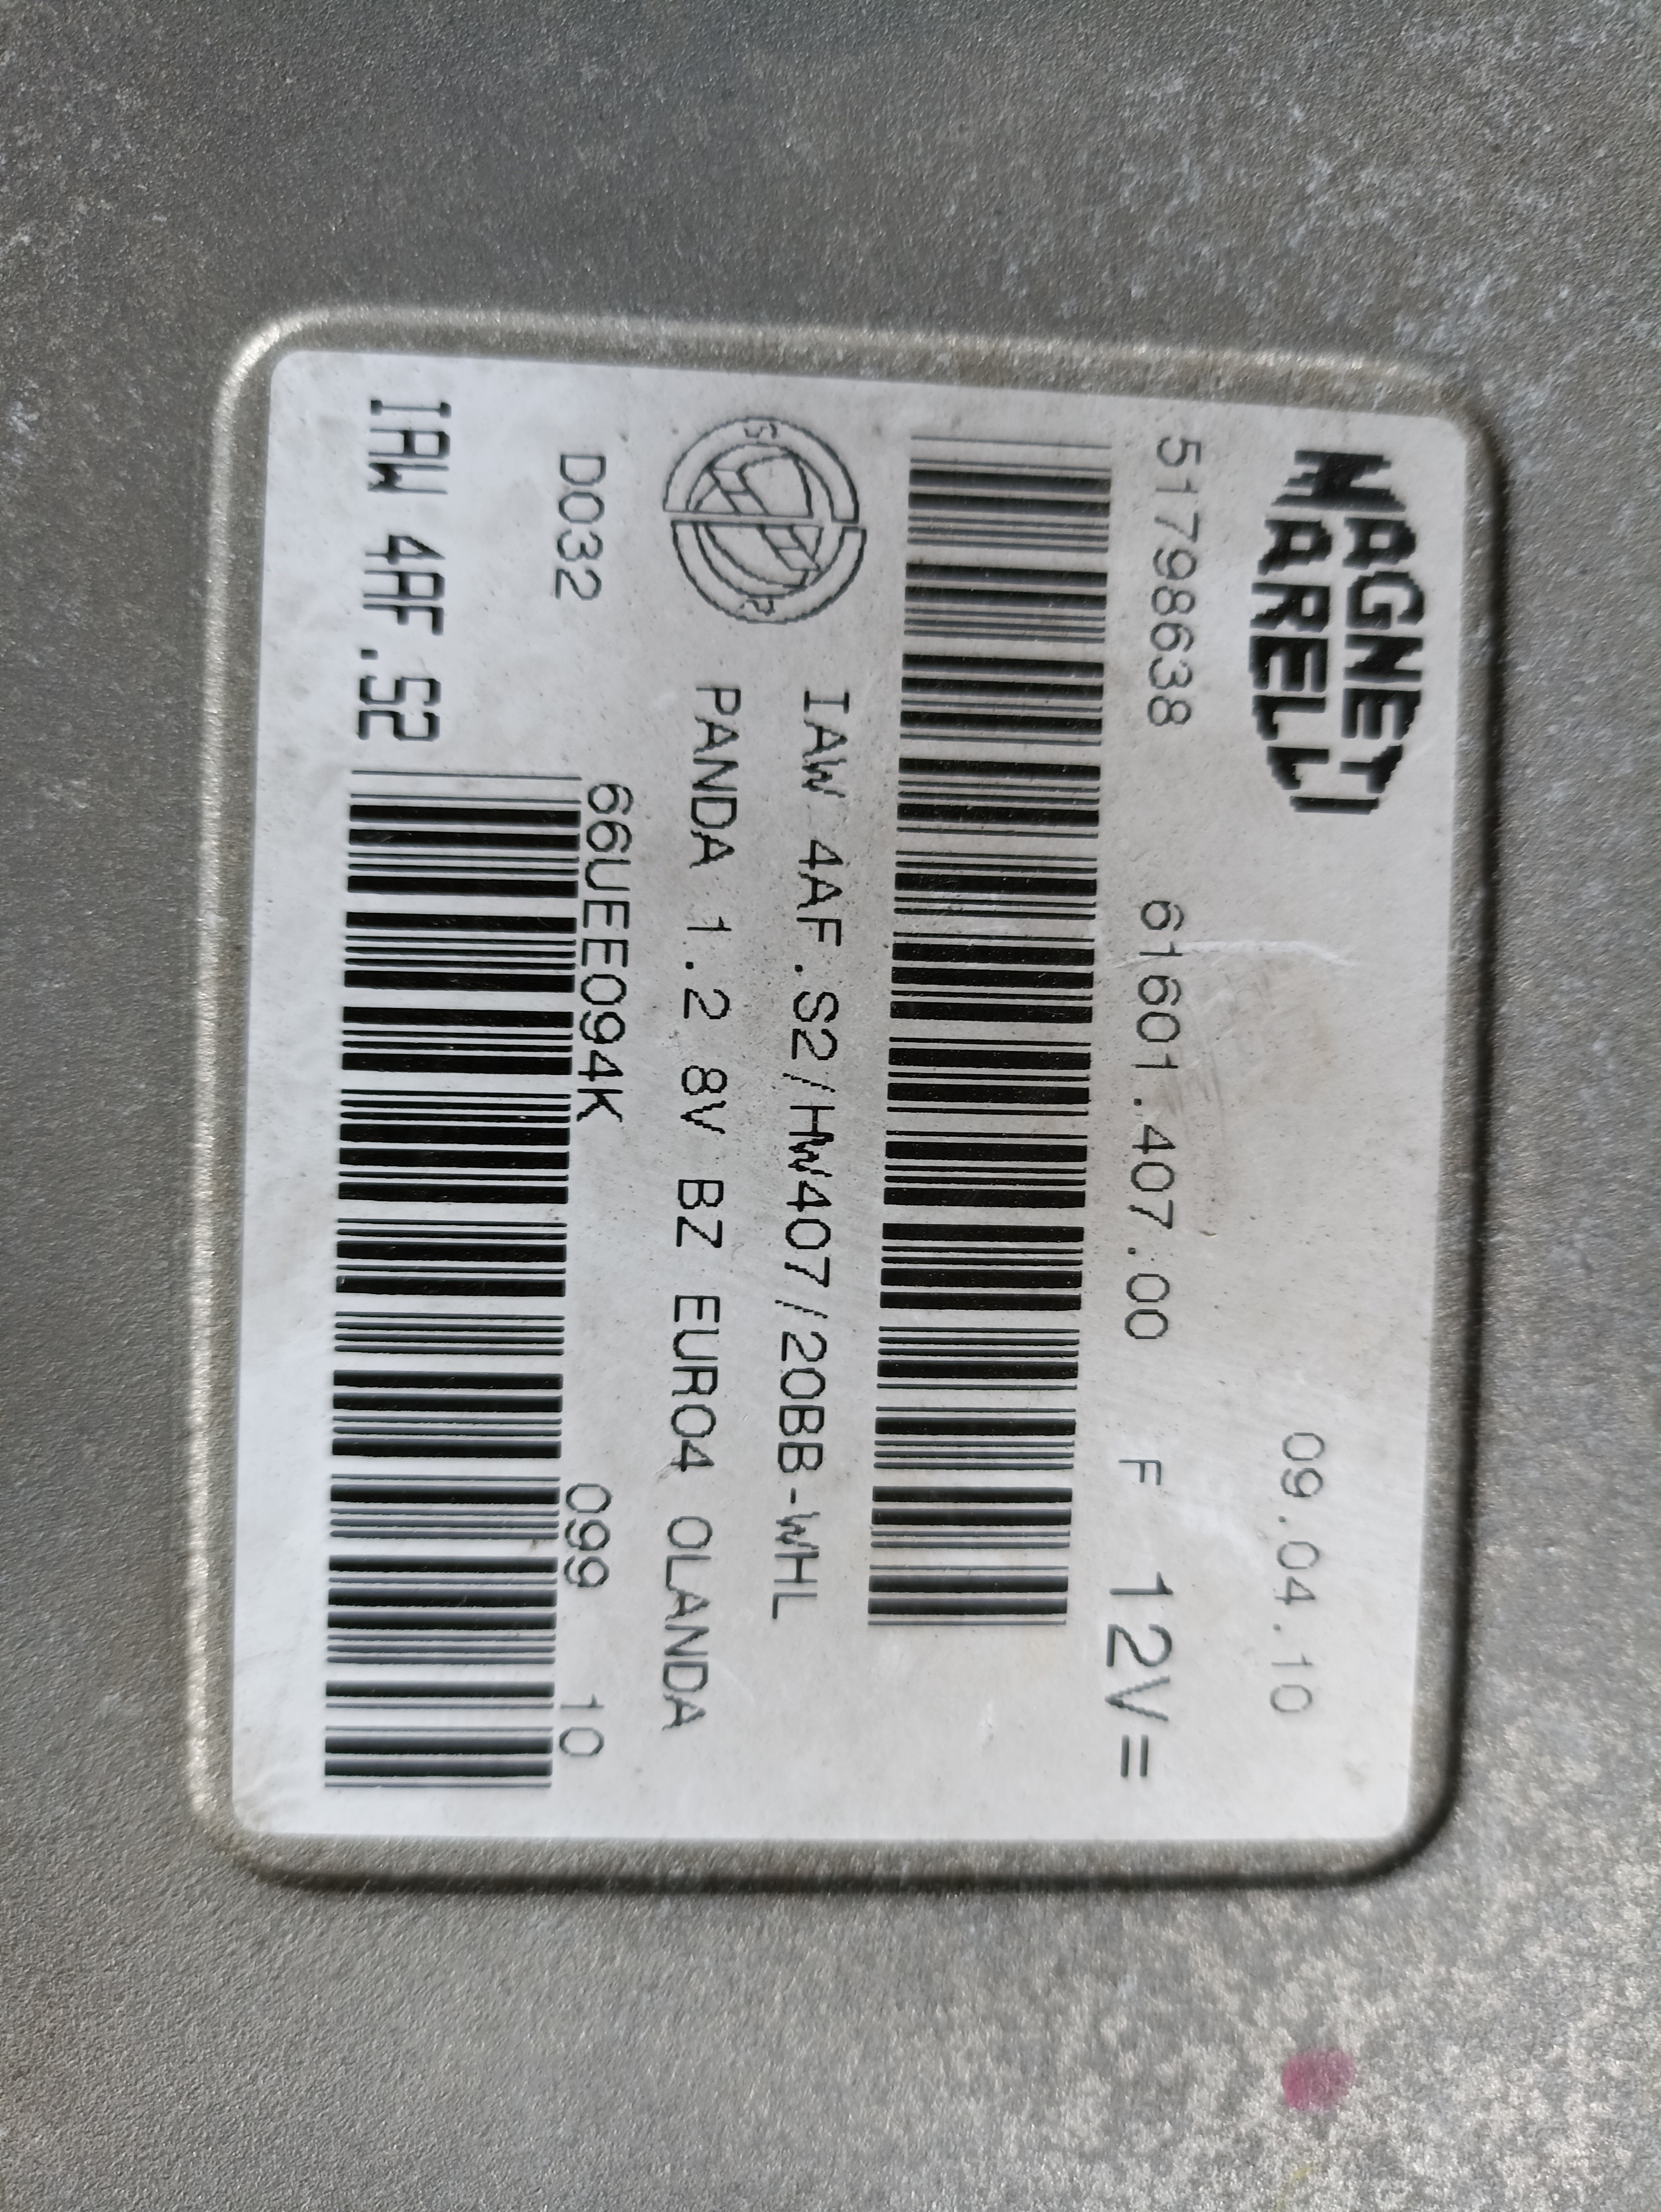 MAGNETI
MARELLI
09.04.10
51798638 61601.407.00 F 12V=
IAW 4AF.S2/HW407/20BB-WHL
PANDA 1.2 8V BZ EURO4 OLANDA
D032
66UEE094K 099 10
IAW 4AF.S2